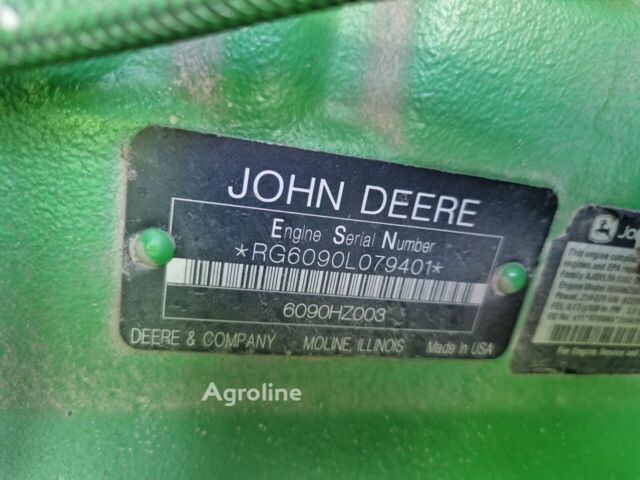 JOHN DEERE
Engine Serial Number
*RG6090L079401*
6090HZ003
DEERE & COMPANY MOLINE, ILLINOIS Made in USA
Agroline